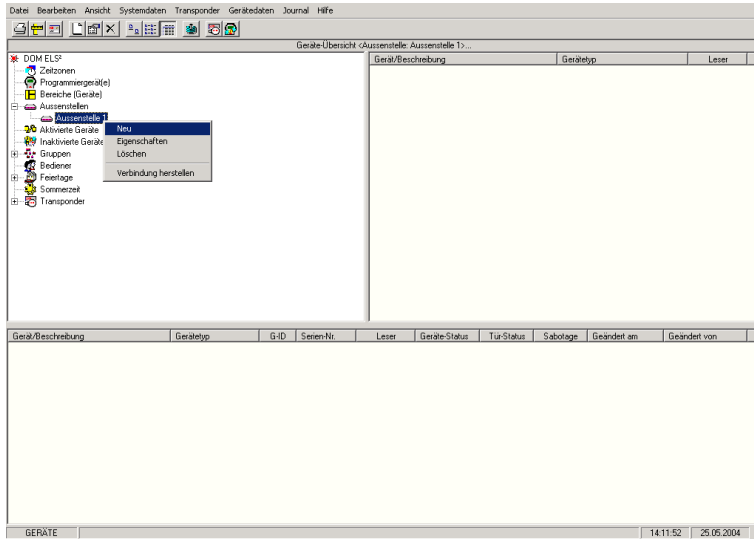 Datei Bearbeiten Ansicht Systemdaten Transponder Gerätedaten Journal Hilfe
Geräte-Übersicht <Aussenstelle: Aussenstelle 1>...
DOM ELS²
Zeitzonen
Programmiergerät(e)
Bereiche (Geräte)
Aussenstellen
Aussenstelle 1
Aktivierte Geräte
Inaktivierte Geräte
Gruppen
Bediener
Feiertage
Sommerzeit
Transponder
Neu
Eigenschaften
Löschen
Verbindung herstellen
Gerät/Beschreibung Gerätetyp Leser
Gerät/Beschreibung Gerätetyp G-ID Serien-Nr. Leser Geräte-Status Tür-Status Sabotage Geändert am Geändert von
GERÄTE 14:11:52 25.05.2004